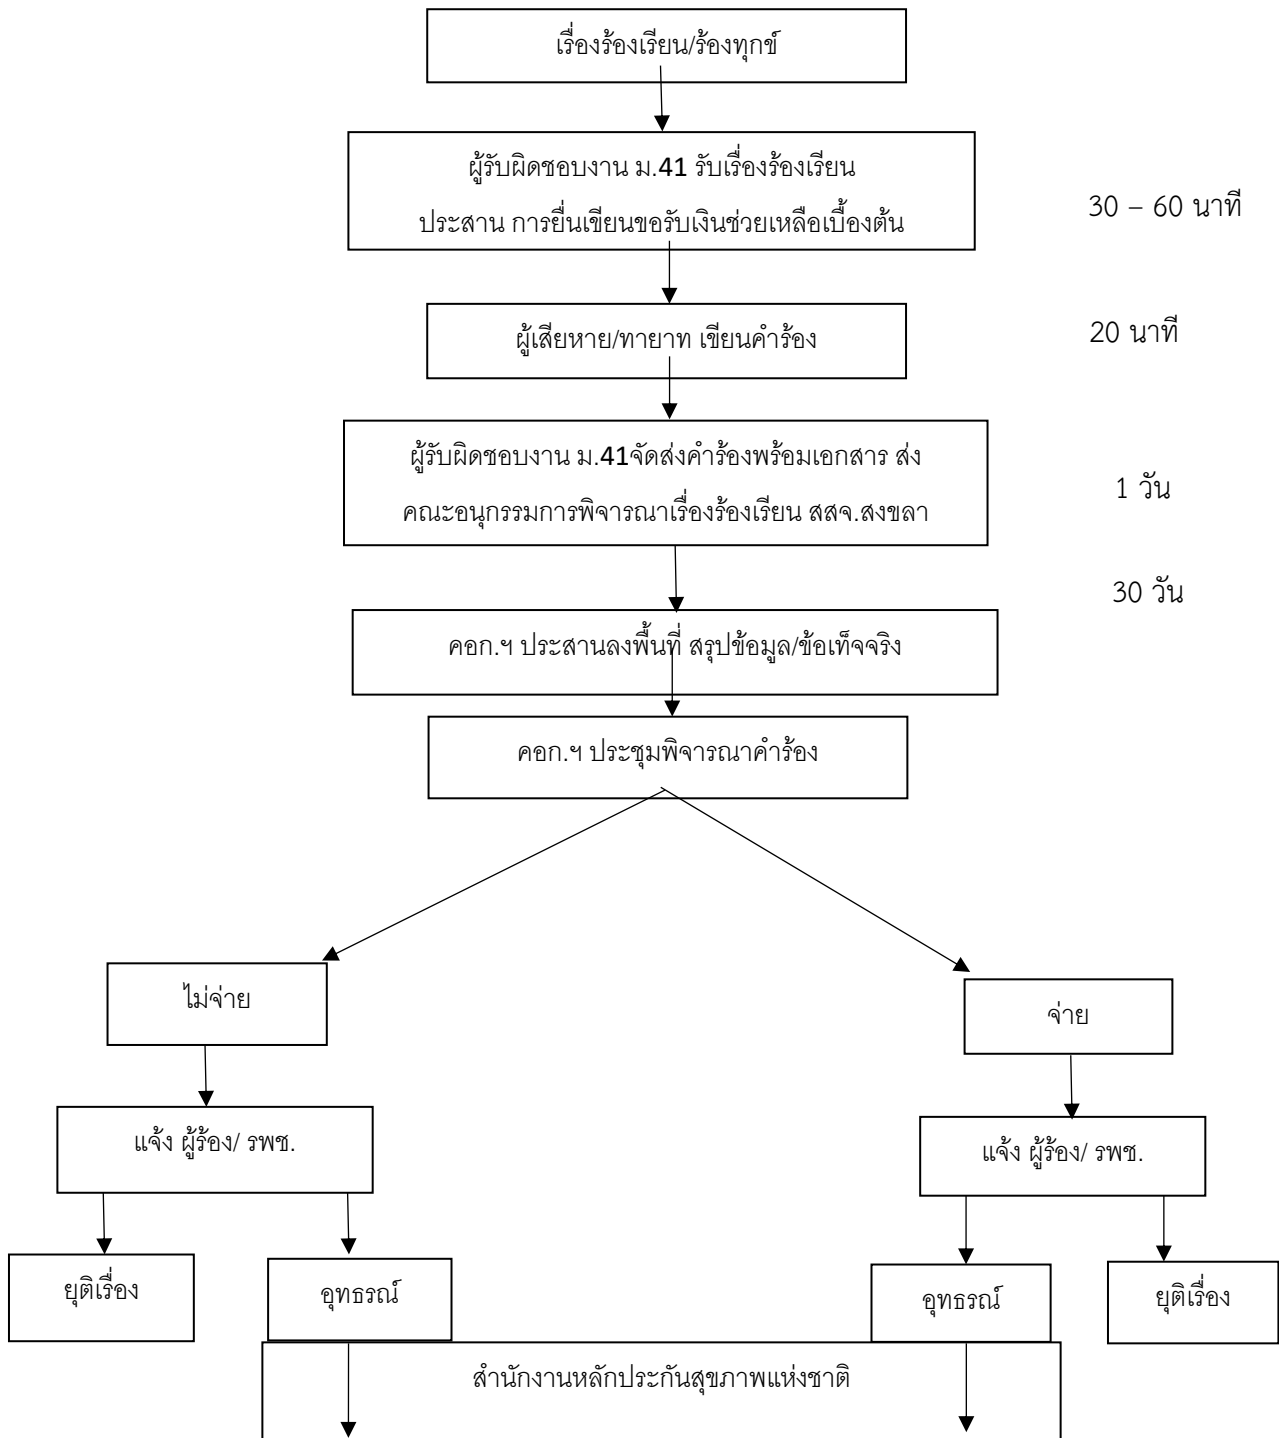 เรื่องร้องเรียน/ร้องทุกข์
ผู้รับผิดชอบงาน ม.41 รับเรื่องร้องเรียน
ประสาน การยื่นเขียนขอรับเงินช่วยเหลือเบื้องต้น
30 – 60 นาที
ผู้เสียหาย/ทายาท เขียนคำร้อง
20 นาที
ผู้รับผิดชอบงาน ม.41จัดส่งคำร้องพร้อมเอกสาร ส่ง
คณะอนุกรรมการพิจารณาเรื่องร้องเรียน สสจ.สงขลา
1 วัน
30 วัน
คอก.ฯ ประสานลงพื้นที่ สรุปข้อมูล/ข้อเท็จจริง
คอก.ฯ ประชุมพิจารณาคำร้อง
ไม่จ่าย
จ่าย
แจ้ง ผู้ร้อง/ รพช.
แจ้ง ผู้ร้อง/ รพช.
ยุติเรื่อง
อุทธรณ์
อุทธรณ์
ยุติเรื่อง
สำนักงานหลักประกันสุขภาพแห่งชาติ